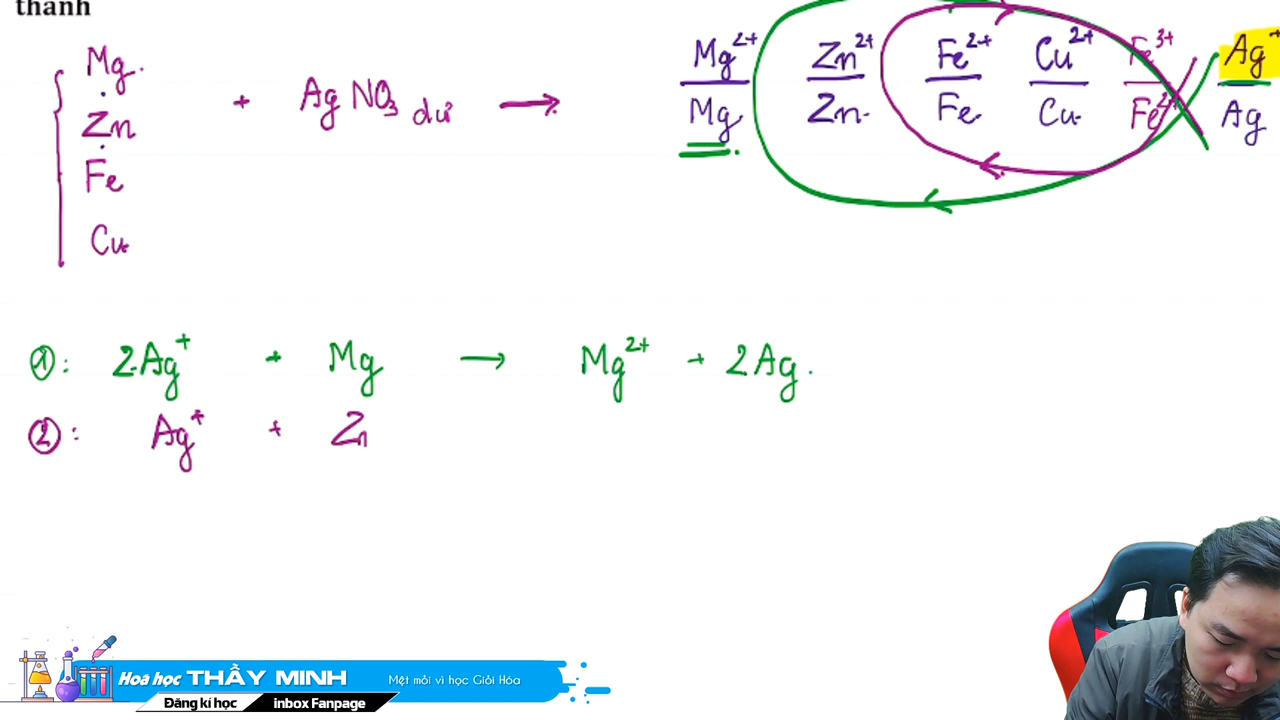 thanh
Mg
Zn
Fe
Cu
+ AgNO₃ dư →
Mg²⁺ Zn²⁺ Fe²⁺ Cu²⁺ Fe³⁺ Ag⁺
Mg Zn Fe Cu Fe²⁺ Ag
①: 2Ag⁺ + Mg → Mg²⁺ + 2Ag.
②: Ag⁺ + Zn
Hoá học THẦY MINH
Mệt mỏi vì học Giỏi Hóa
Đăng kí học inbox Fanpage